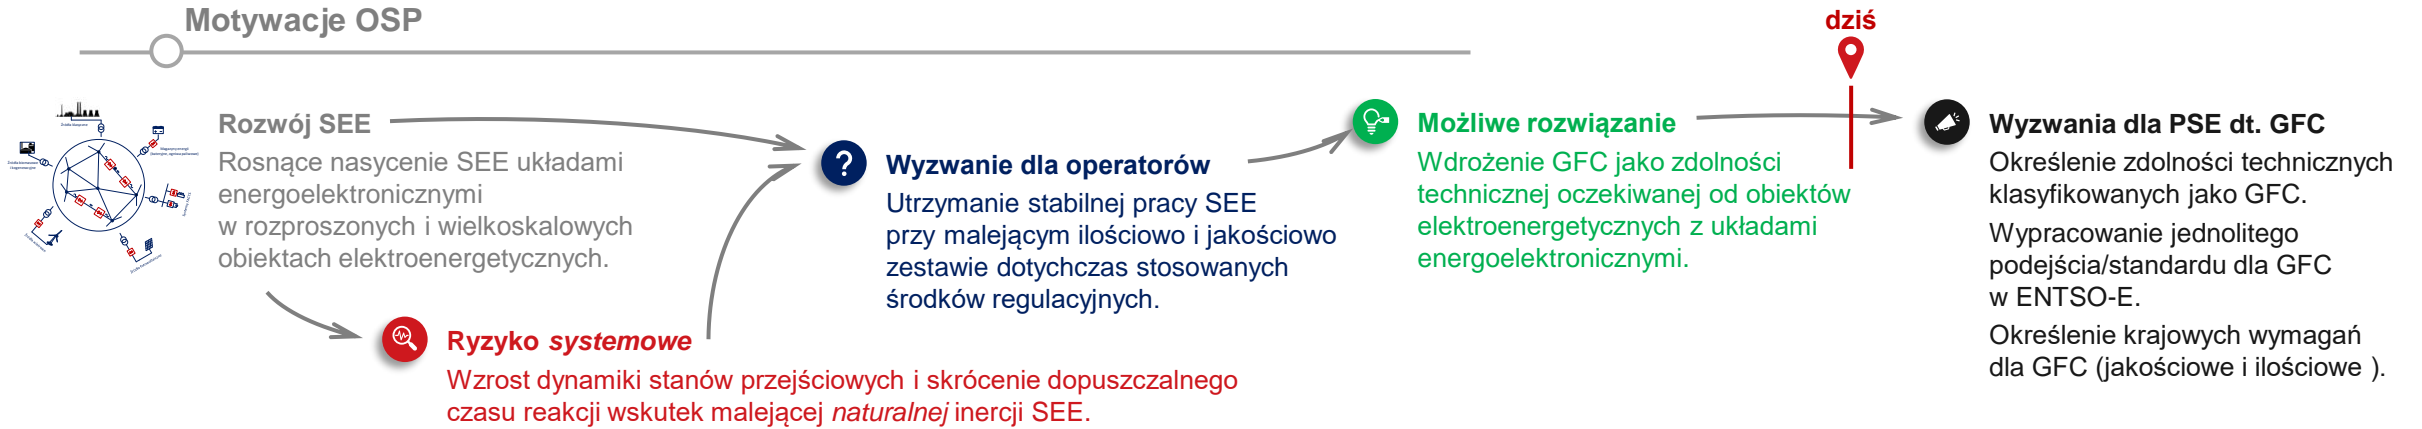 Motywacje OSP
dziś
Rozwój SEE
Rosnące nasycenie SEE układami
energoelektronicznymi
w rozproszonych i wielkoskalowych
obiektach elektroenergetycznych.
Ryzyko systemowe
Wzrost dynamiki stanów przejściowych i skrócenie dopuszczalnego
czasu reakcji wskutek malejącej naturalnej inercji SEE.
Wyzwanie dla operatorów
Utrzymanie stabilnej pracy SEE
przy malejącym ilościowo i jakościowo
zestawie dotychczas stosowanych
środków regulacyjnych.
Możliwe rozwiązanie
Wdrożenie GFC jako zdolności
technicznej oczekiwanej od obiektów
elektroenergetycznych z układami
energoelektronicznymi.
Wyzwania dla PSE dt. GFC
Określenie zdolności technicznych
klasyfikowanych jako GFC.
Wypracowanie jednolitego
podejścia/standardu dla GFC
w ENTSO-E.
Określenie krajowych wymagań
dla GFC (jakościowe i ilościowe ).